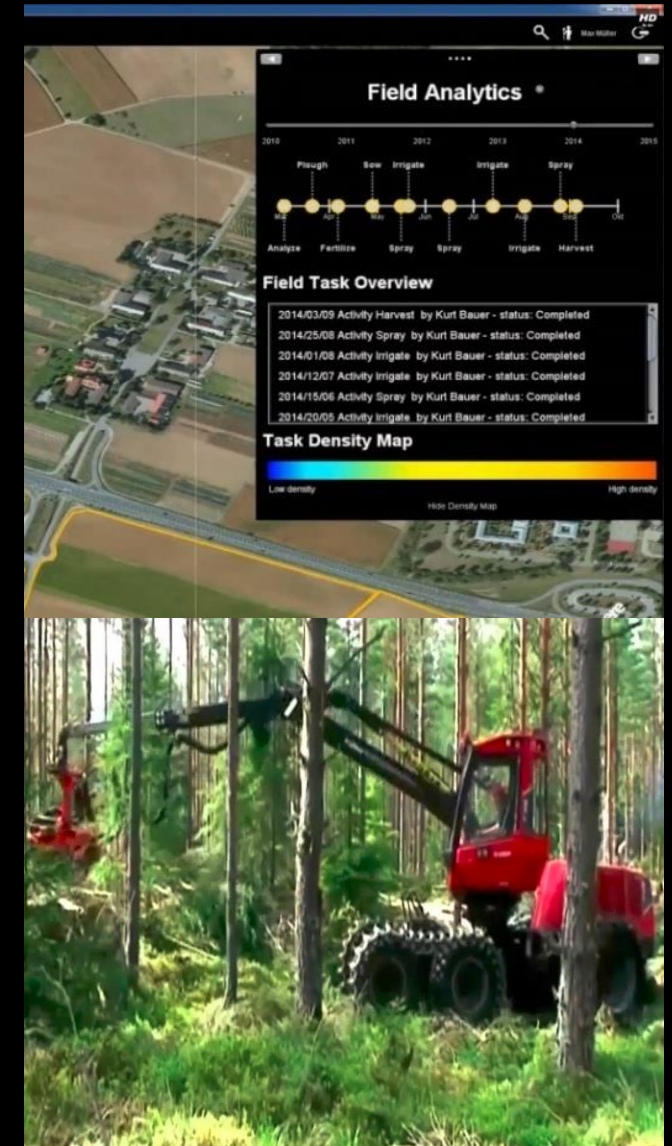 HD
Max Müller
Field Analytics
2010 2011 2012 2013 2014 2015
Plough Sow Irrigate Irrigate Spray
Mar Apr May Jun Jul Aug Sep Okt
Analyze Fertilize Spray Spray Irrigate Harvest
Field Task Overview
2014/03/09 Activity Harvest by Kurt Bauer - status: Completed
2014/25/08 Activity Spray by Kurt Bauer - status: Completed
2014/01/08 Activity Irrigate by Kurt Bauer - status: Completed
2014/12/07 Activity Irrigate by Kurt Bauer - status: Completed
2014/15/06 Activity Spray by Kurt Bauer - status: Completed
2014/20/05 Activity Irrigate by Kurt Bauer - status: Completed
Task Density Map
Low density High density
Hide Density Map